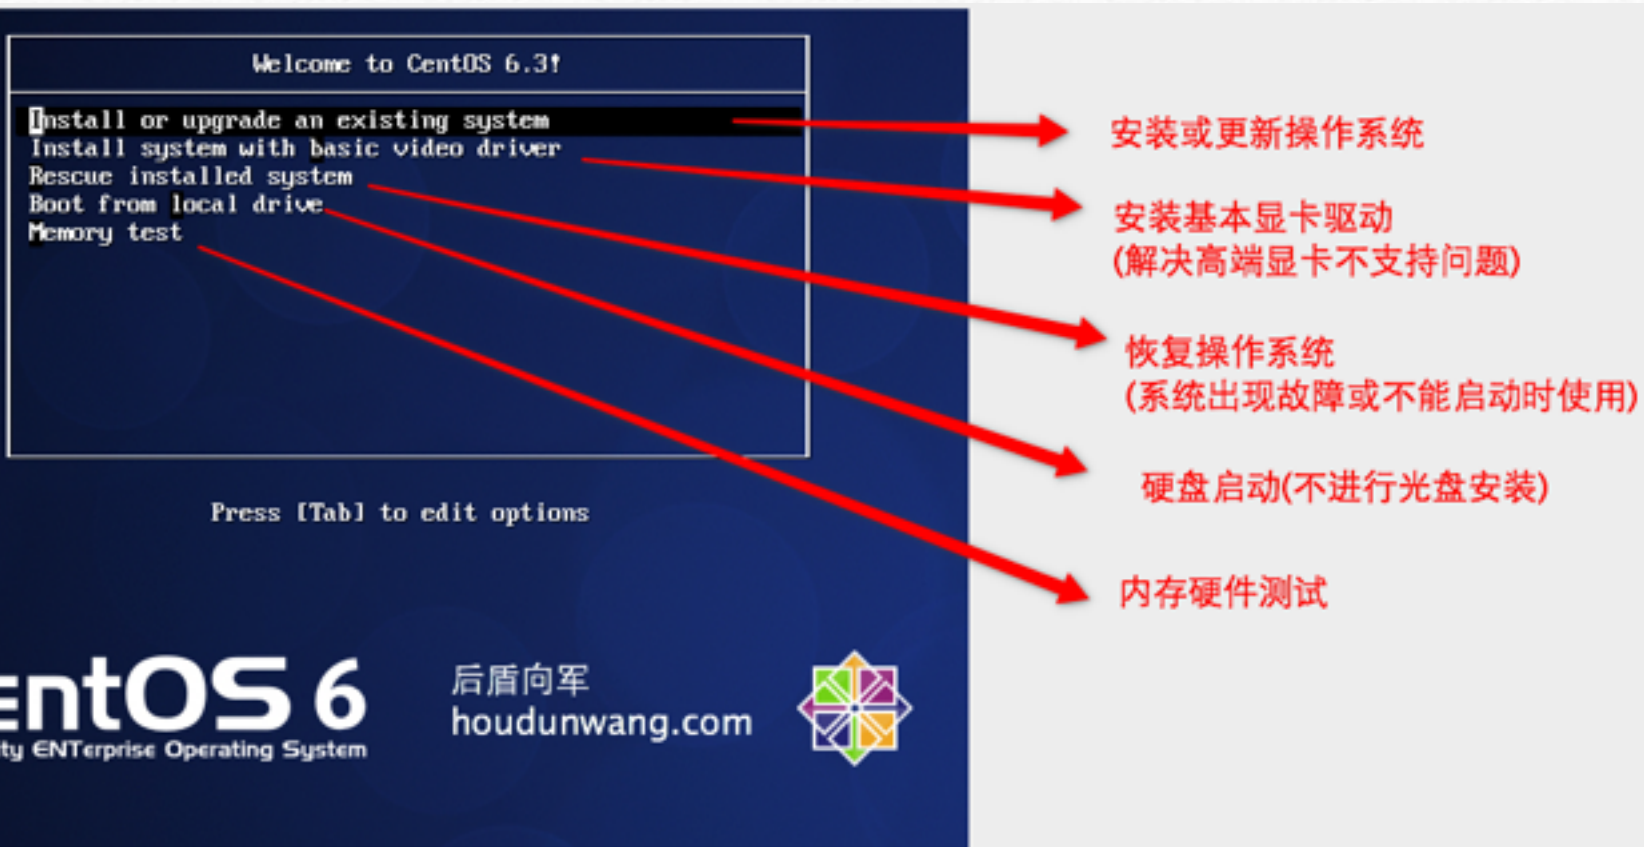 Welcome to CentOS 6.3!
Install or upgrade an existing system
Install system with basic video driver
Rescue installed system
Boot from local drive
Memory test
Press [Tab] to edit options
安装或更新操作系统
安装基本显卡驱动
(解决高端显卡不支持问题)
恢复操作系统
(系统出现故障或不能启动时使用)
硬盘启动(不进行光盘安装)
内存硬件测试
entOS 6
ty ENTerprise Operating System
后盾向军
houdunwang.com